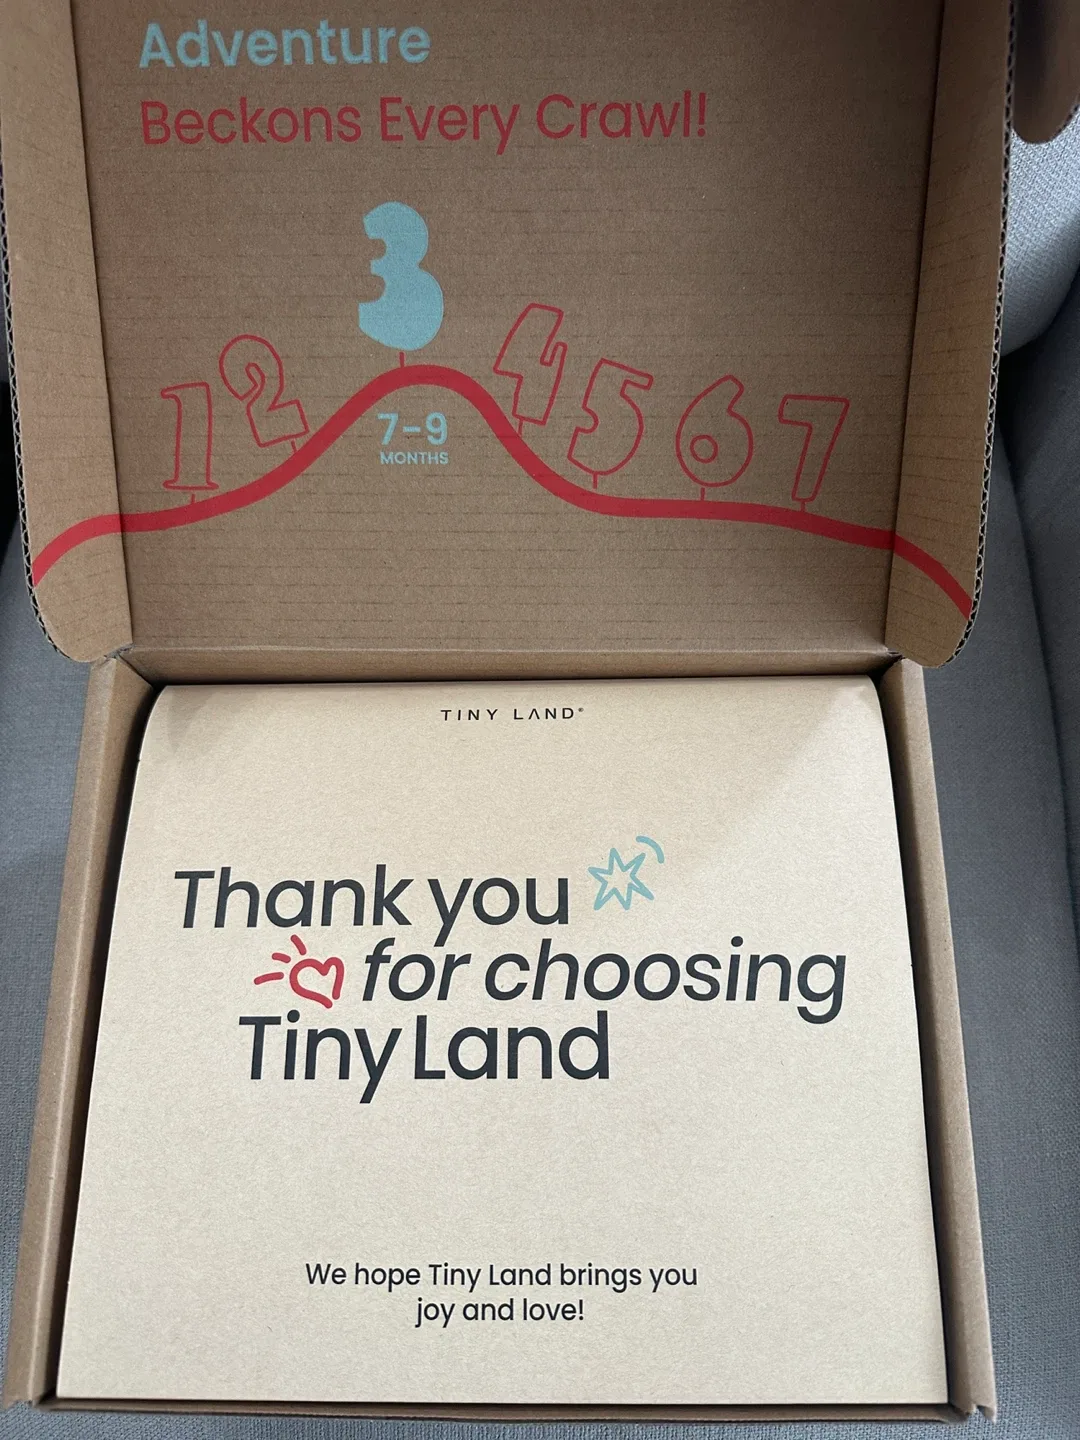 Adventure
Beckons Every Crawl!
1 2 3 4 5 6 7
7-9
MONTHS
TINY LAND®
Thank you
for choosing
Tiny Land
We hope Tiny Land brings you
joy and love!